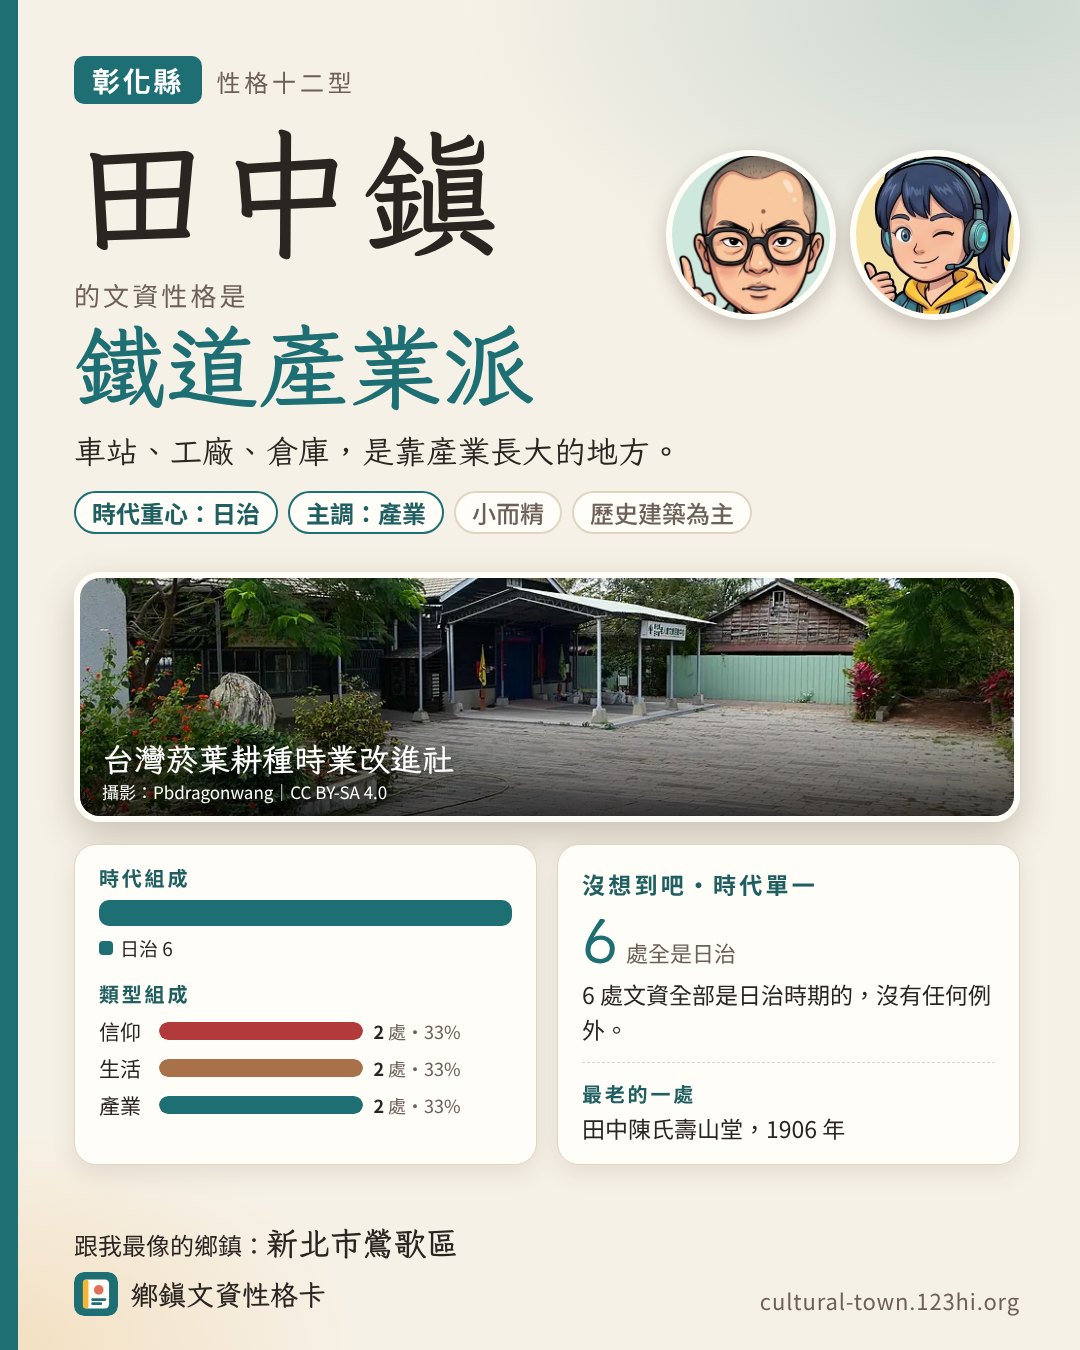 彰化縣 性格十二型
田中鎮
的文資性格是
鐵道產業派
車站、工廠、倉庫，是靠產業長大的地方。
時代重心：日治 主調：產業 小而精 歷史建築為主
台灣菸葉耕種時業改進社
攝影：Pbdragonwang｜CC BY-SA 4.0
時代組成
日治 6
類型組成
信仰 2 處・33%
生活 2 處・33%
產業 2 處・33%
沒想到吧・時代單一
6 處全是日治
6 處文資全部是日治時期的，沒有任何例
外。
最老的一處
田中陳氏壽山堂，1906 年
跟我最像的鄉鎮：新北市鶯歌區
鄉鎮文資性格卡
cultural-town.123hi.org